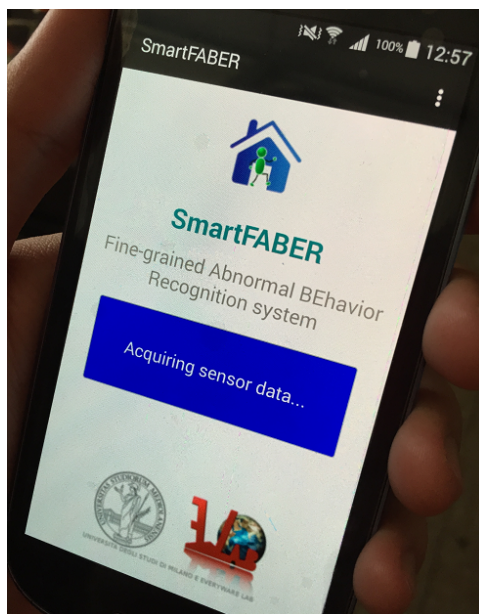 100% 12:57
SmartFABER
SmartFABER
Fine-grained Abnormal BEhavior
Recognition system
Acquiring sensor data...
UNIVERSITÀ DEGLI STUDI DI MILANO E EVERYWARE LAB